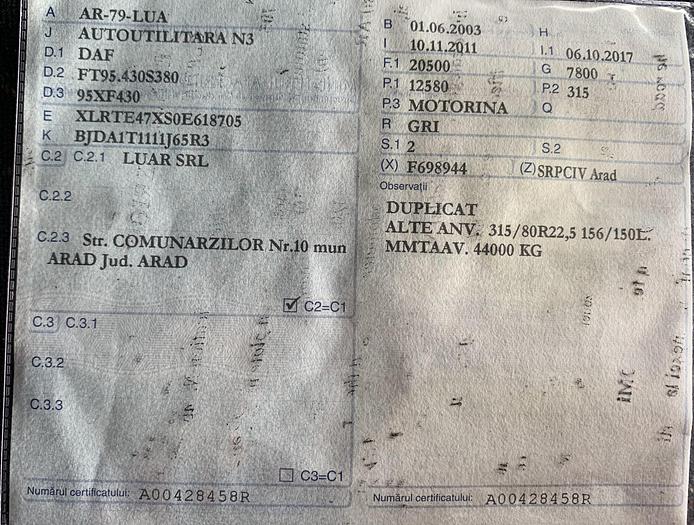 A AR-79-LUA
J AUTOUTILITARA N3
D.1 DAF
D.2 FT95.430S380
D.3 95XF430
E XLRTE47XS0E618705
K BJDA1T1111J65R3
C.2 C.2.1 LUAR SRL
C.2.2
C.2.3 Str. COMUNARZILOR Nr.10 mun
ARAD Jud. ARAD
C2=C1
C.3 C.3.1
C.3.2
C.3.3
C3=C1
Numărul certificatului: A00428458R
B 01.06.2003 H
I 10.11.2011 I.1 06.10.2017
F.1 20500 G 7800
P.1 12580 P.2 315
P.3 MOTORINA Q
R GRI
S.1 2 S.2
(X) F698944 (Z) SRPCIV Arad
Observații
DUPLICAT
ALTE ANV. 315/80R22,5 156/150L.
MMTAAV. 44000 KG
Numărul certificatului: A00428458R